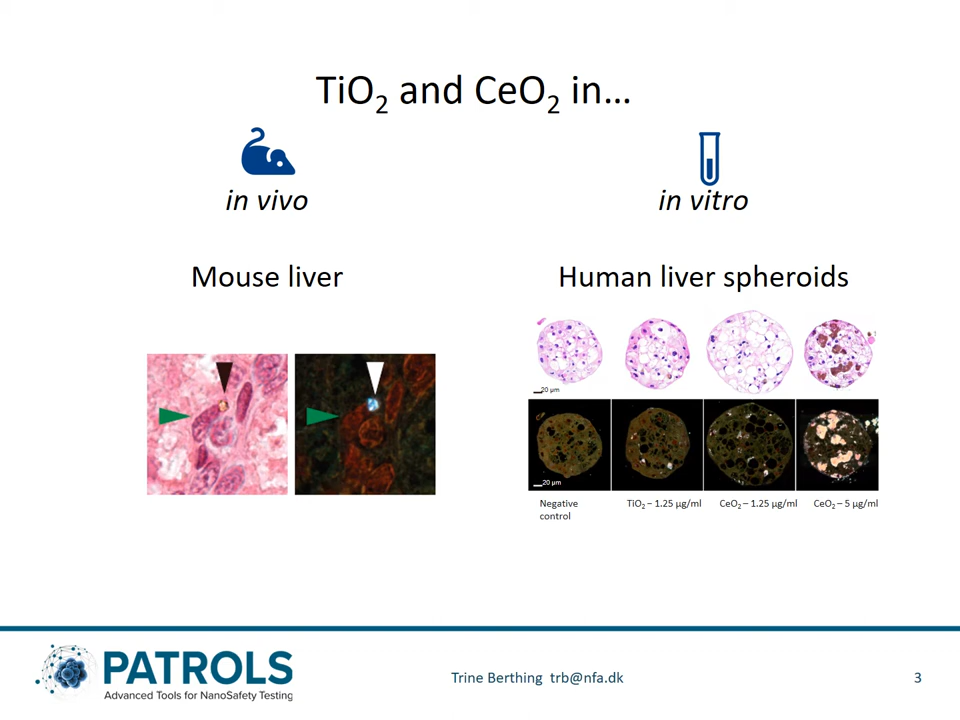 TiO₂ and CeO₂ in…
in vivo
in vitro
Mouse liver
Human liver spheroids
20 µm
20 µm
Negative control
TiO₂ – 1.25 µg/ml
CeO₂ – 1.25 µg/ml
CeO₂ – 5 µg/ml
PATROLS
Advanced Tools for NanoSafety Testing
Trine Berthing trb@nfa.dk
3